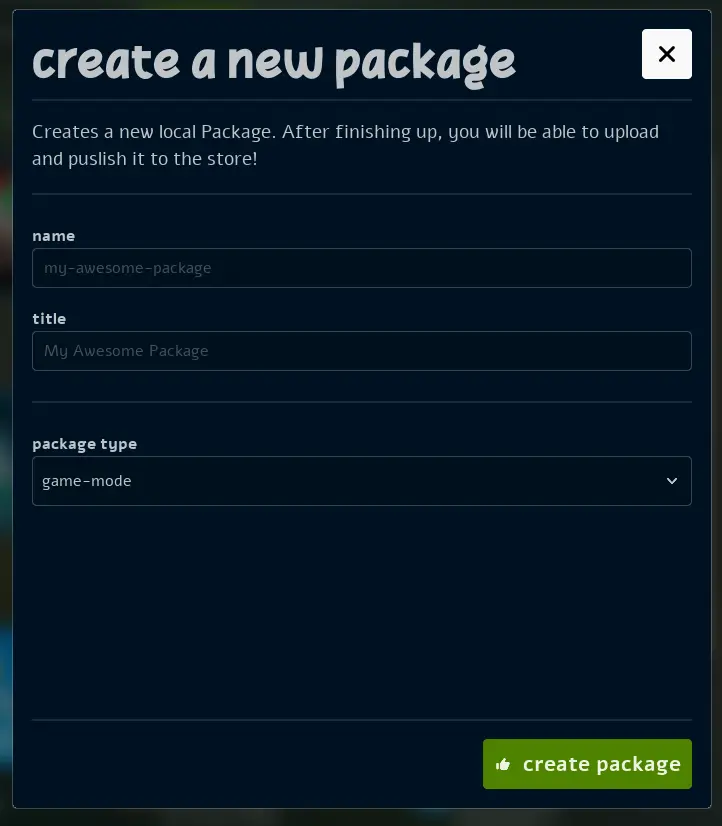 create a new package
Creates a new local Package. After finishing up, you will be able to upload
and puslish it to the store!
name
my-awesome-package
title
My Awesome Package
package type
game-mode
create package